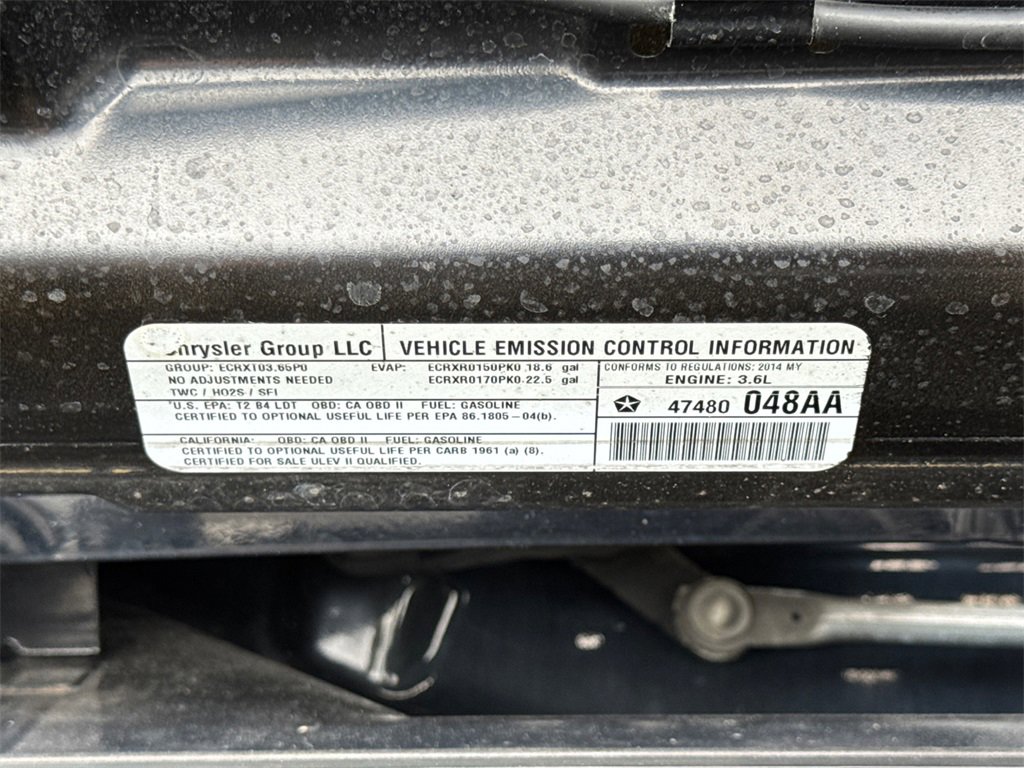 Chrysler Group LLC
VEHICLE EMISSION CONTROL INFORMATION
GROUP: ECRXT03.65P0 EVAP: ECRXR0150PK0 18.6 gal
NO ADJUSTMENTS NEEDED ECRXR0170PK0 22.5 gal
TWC / HO2S / SFI
CONFORMS TO REGULATIONS: 2014 MY
ENGINE: 3.6L
U.S. EPA: T2 B4 LDT OBD: CA OBD II FUEL: GASOLINE
CERTIFIED TO OPTIONAL USEFUL LIFE PER EPA 86.1805-04(b).
47480 048AA
CALIFORNIA: OBD: CA OBD II FUEL: GASOLINE
CERTIFIED TO OPTIONAL USEFUL LIFE PER CARB 1961 (a) (8).
CERTIFIED FOR SALE ULEV II QUALIFIED.